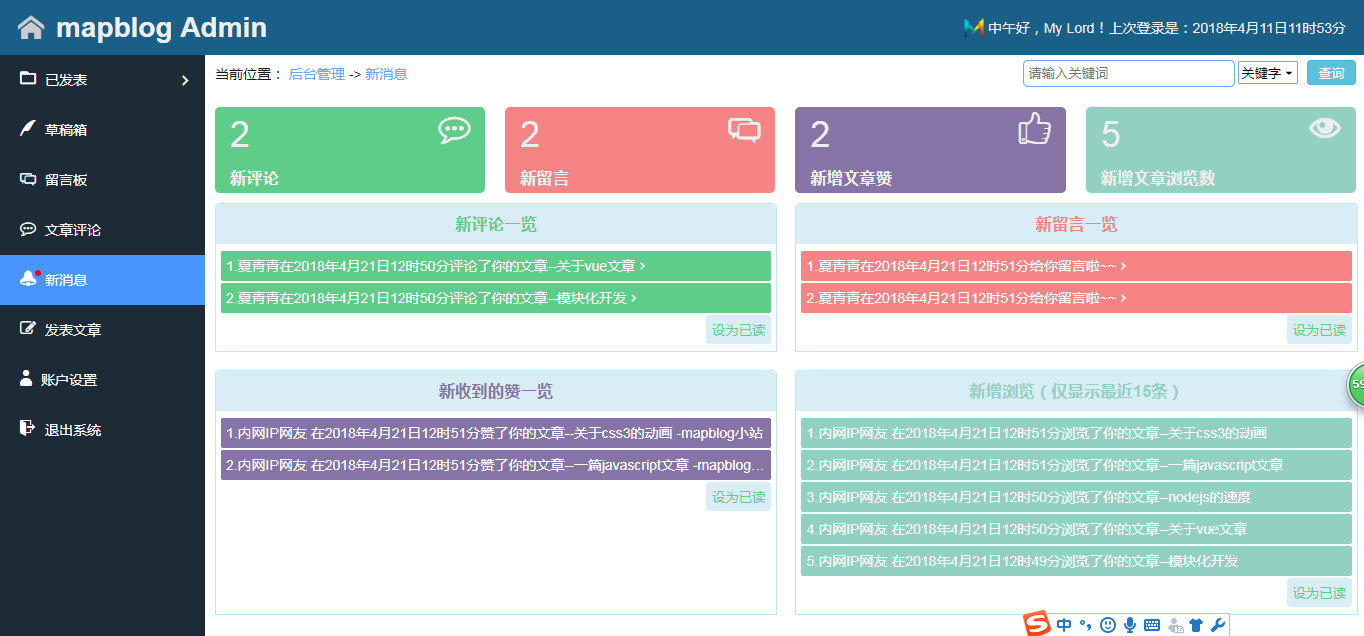 mapblog Admin
中午好，My Lord！上次登录是：2018年4月11日11时53分
已发表
草稿箱
留言板
文章评论
新消息
发表文章
账户设置
退出系统
当前位置： 后台管理 -> 新消息
请输入关键词
关键字
查询
2
新评论
2
新留言
2
新增文章赞
5
新增文章浏览数
新评论一览
1.夏青青在2018年4月21日12时50分评论了你的文章--关于vue文章
2.夏青青在2018年4月21日12时50分评论了你的文章--模块化开发
设为已读
新留言一览
1.夏青青在2018年4月21日12时51分给你留言啦~~
2.夏青青在2018年4月21日12时51分给你留言啦~~
设为已读
新收到的赞一览
1.内网IP网友 在2018年4月21日12时51分赞了你的文章--关于css3的动画 -mapblog小站
2.内网IP网友 在2018年4月21日12时51分赞了你的文章--一篇javascript文章 -mapblog...
设为已读
新增浏览（仅显示最近15条）
1.内网IP网友 在2018年4月21日12时51分浏览了你的文章--关于css3的动画
2.内网IP网友 在2018年4月21日12时51分浏览了你的文章--一篇javascript文章
3.内网IP网友 在2018年4月21日12时50分浏览了你的文章--nodejs的速度
4.内网IP网友 在2018年4月21日12时50分浏览了你的文章--关于vue文章
5.内网IP网友 在2018年4月21日12时49分浏览了你的文章--模块化开发
设为已读
中